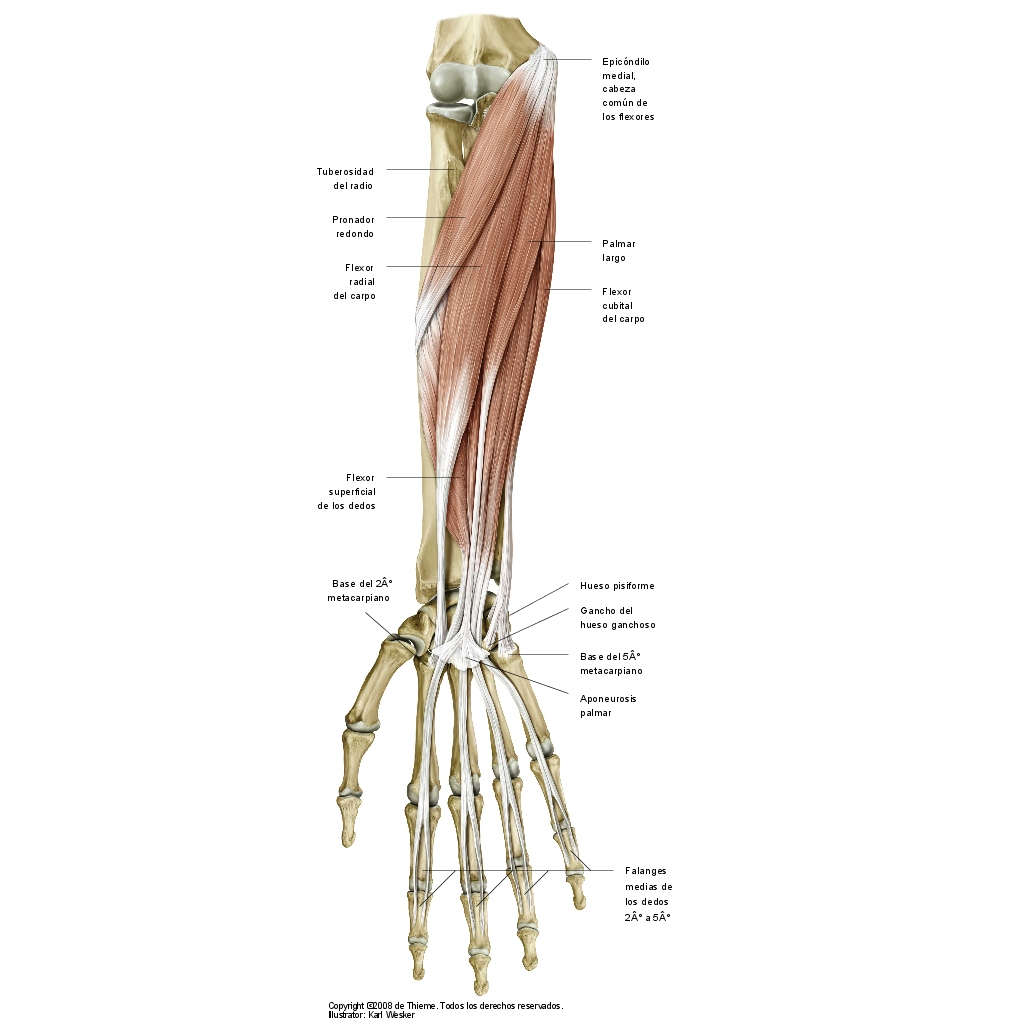 Epicóndilo
medial,
cabeza
común de
los flexores
Tuberosidad
del radio
Pronador
redondo
Flexor
radial
del carpo
Palmar
largo
Flexor
cubital
del carpo
Flexor
superficial
de los dedos
Base del 2Â°
metacarpiano
Hueso pisiforme
Gancho del
hueso ganchoso
Base del 5Â°
metacarpiano
Aponeurosis
palmar
Falanges
medias de
los dedos
2Â° a 5Â°
Copyright ©2008 de Thieme. Todos los derechos reservados.
Illustrator: Karl Wesker